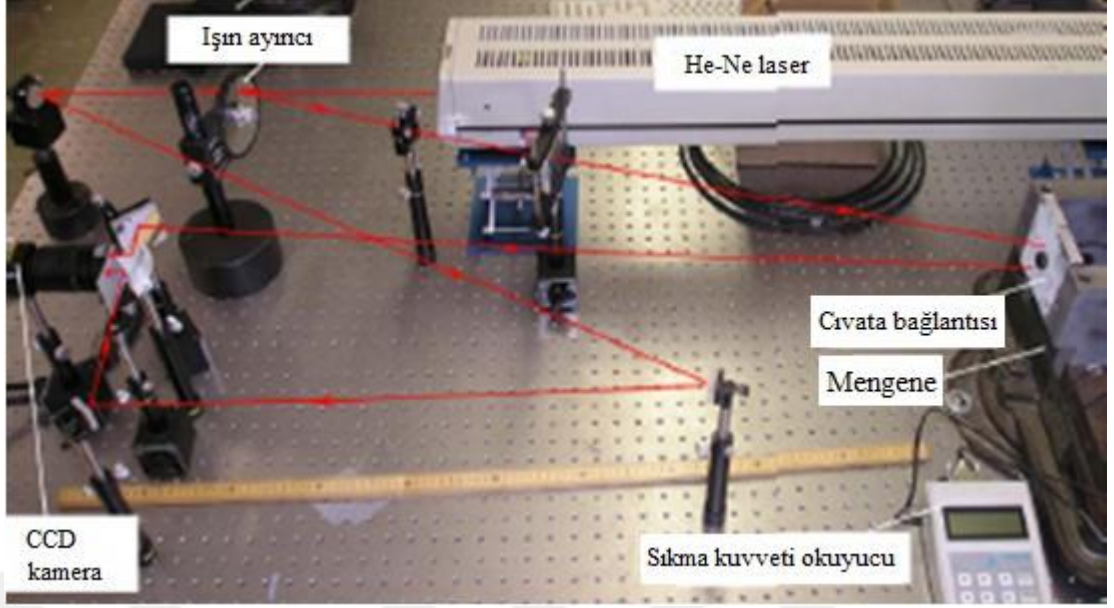 Işın ayırıcı
He-Ne laser
Cıvata bağlantısı
Mengene
CCD
kamera
Sıkma kuvveti okuyucu